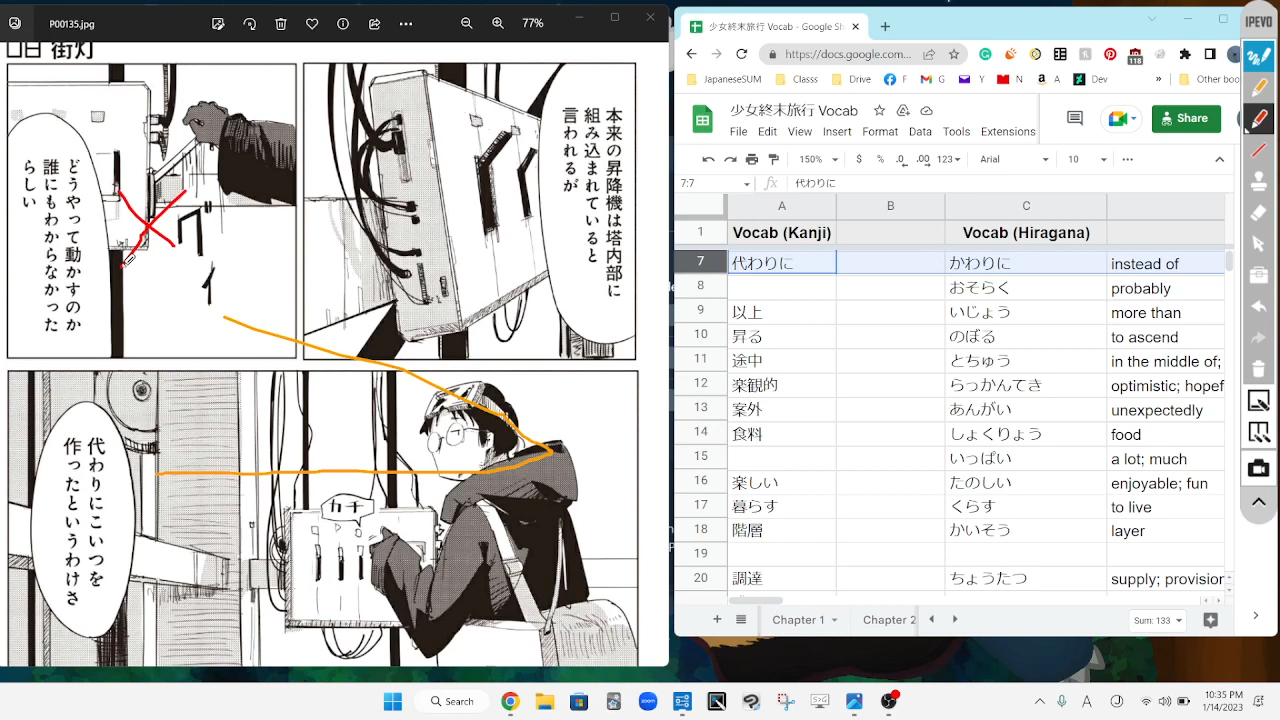 P00135.jpg
77%
街灯
本来の昇降機は塔内部に
組み込まれていると
言われるが
どうやって動かすのか
誰にもわからなかった
らしい
グイ
カチ
代わりにこいつを
作ったというわけさ
少女終末旅行 Vocab - Google Sh
https://docs.google.com...
118
JapaneseSUM
Classs
Drive
F
M
Y
N
A
Dev
»
Other boo
少女終末旅行 Vocab
Share
File Edit View Insert Format Data Tools Extensions
150% $ % .0 .00 123 Arial 10
7:7 fx 代わりに
A B C
1 Vocab (Kanji) Vocab (Hiragana)
7 代わりに かわりに instead of
8 おそらく probably
9 以上 いじょう more than
10 昇る のぼる to ascend
11 途中 とちゅう in the middle of;
12 楽観的 らっかんてき optimistic; hopef
13 案外 あんがい unexpectedly
14 食料 しょくりょう food
15 いっぱい a lot; much
16 楽しい たのしい enjoyable; fun
17 暮らす くらす to live
18 階層 かいそう layer
19
20 調達 ちょうたつ supply; provision
Chapter 1 Chapter 2
Sum: 133
IPEVO
Search
zoom
A
10:35 PM
1/14/2023